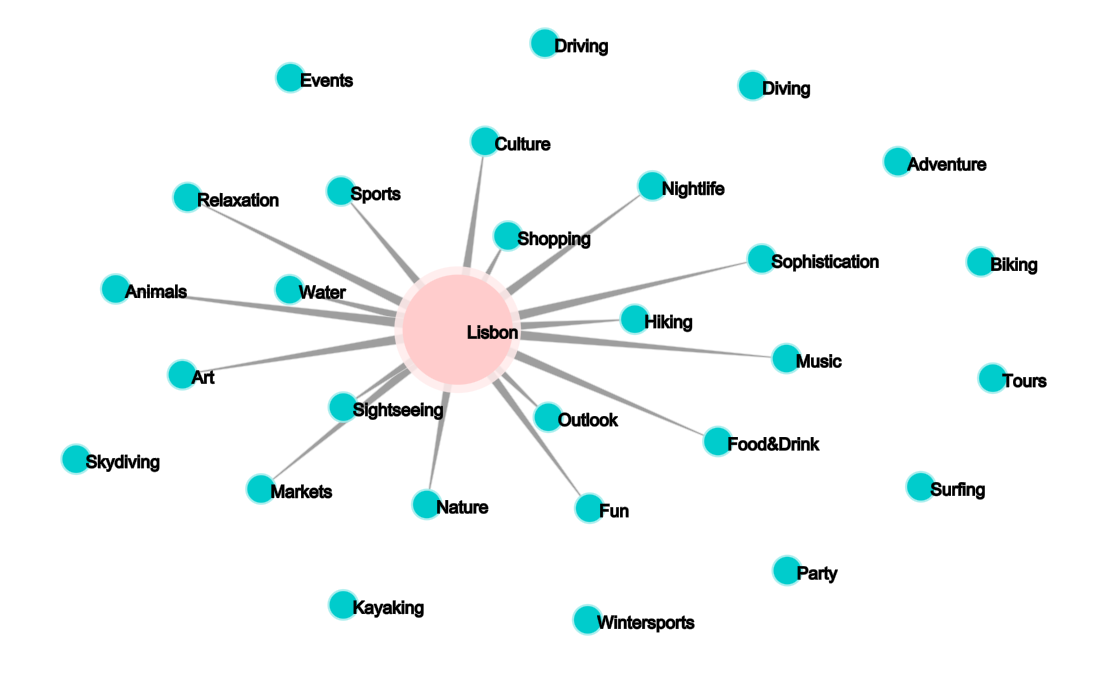 Driving
Events
Diving
Culture
Adventure
Nightlife
Sports
Relaxation
Shopping
Sophistication
Biking
Animals
Water
Hiking
Lisbon
Music
Art
Tours
Sightseeing
Outlook
Food&Drink
Skydiving
Surfing
Markets
Nature
Fun
Party
Kayaking
Wintersports